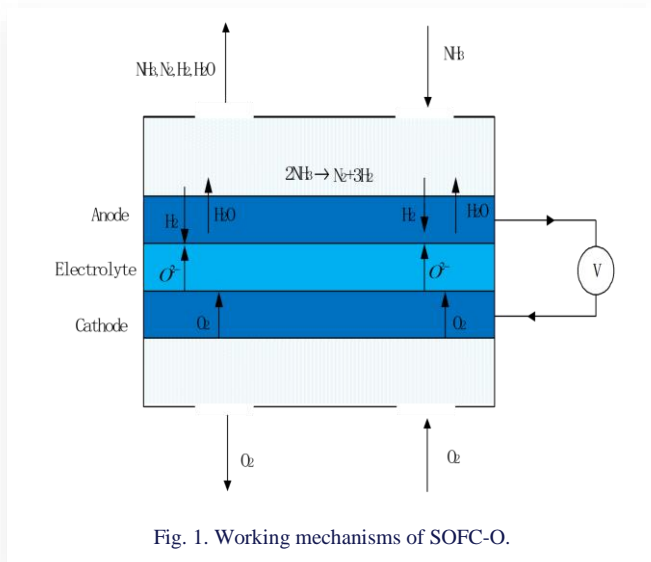 NH3, N2, H2, H2O
NH3
2NH3→N2+3H2
Anode
H2
H2O
H2
H2O
Electrolyte
O2-
O2-
V
Cathode
O2
O2
O2
O2
Fig. 1. Working mechanisms of SOFC-O.